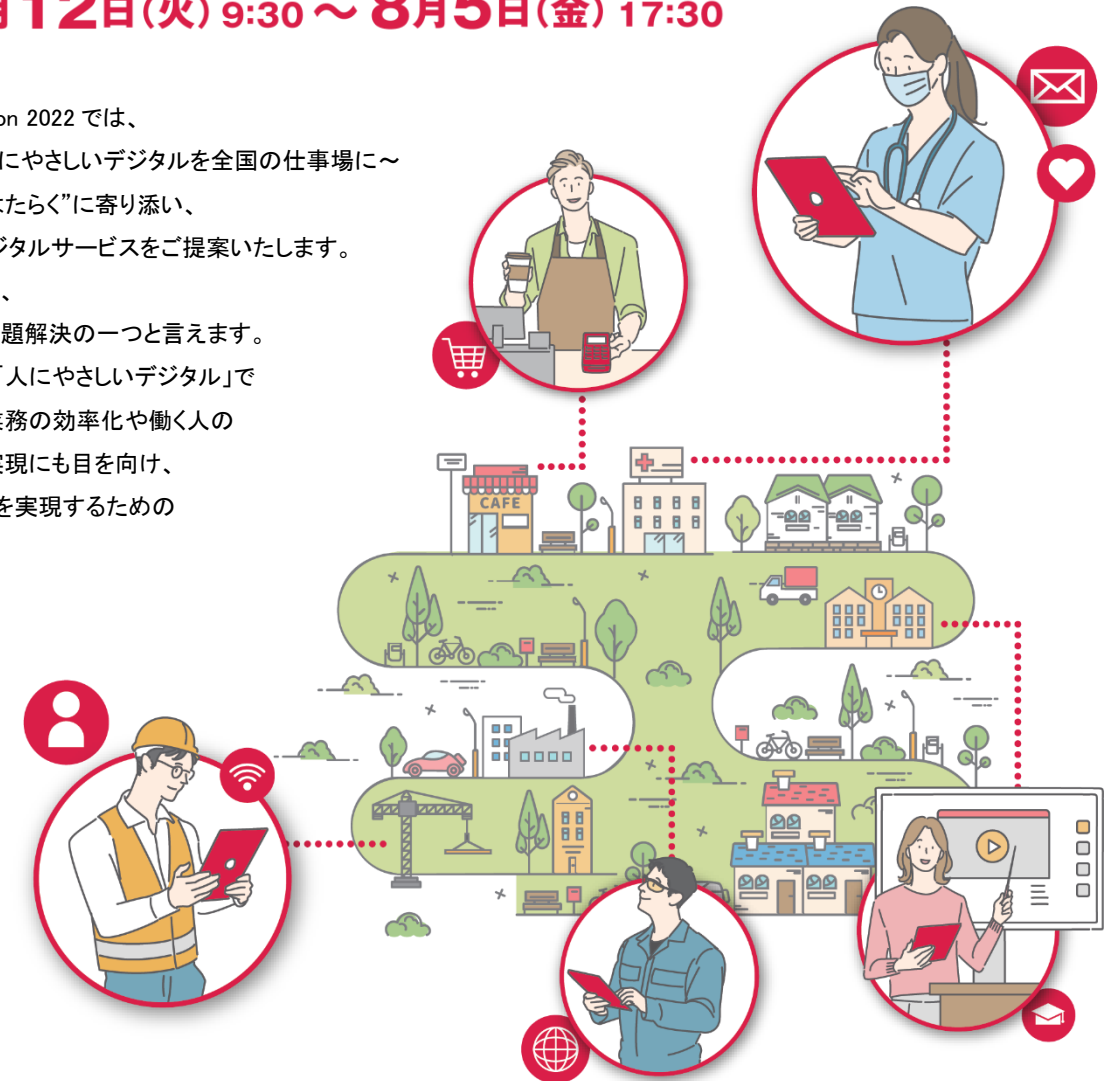 月12日(火) 9:30 ～ 8月5日(金) 17:30
on 2022 では、
にやさしいデジタルを全国の仕事場に～
はたらく”に寄り添い、
ジタルサービスをご提案いたします。
、
題解決の一つと言えます。
「人にやさしいデジタル」で
業務の効率化や働く人の
実現にも目を向け、
を実現するための
CAFE